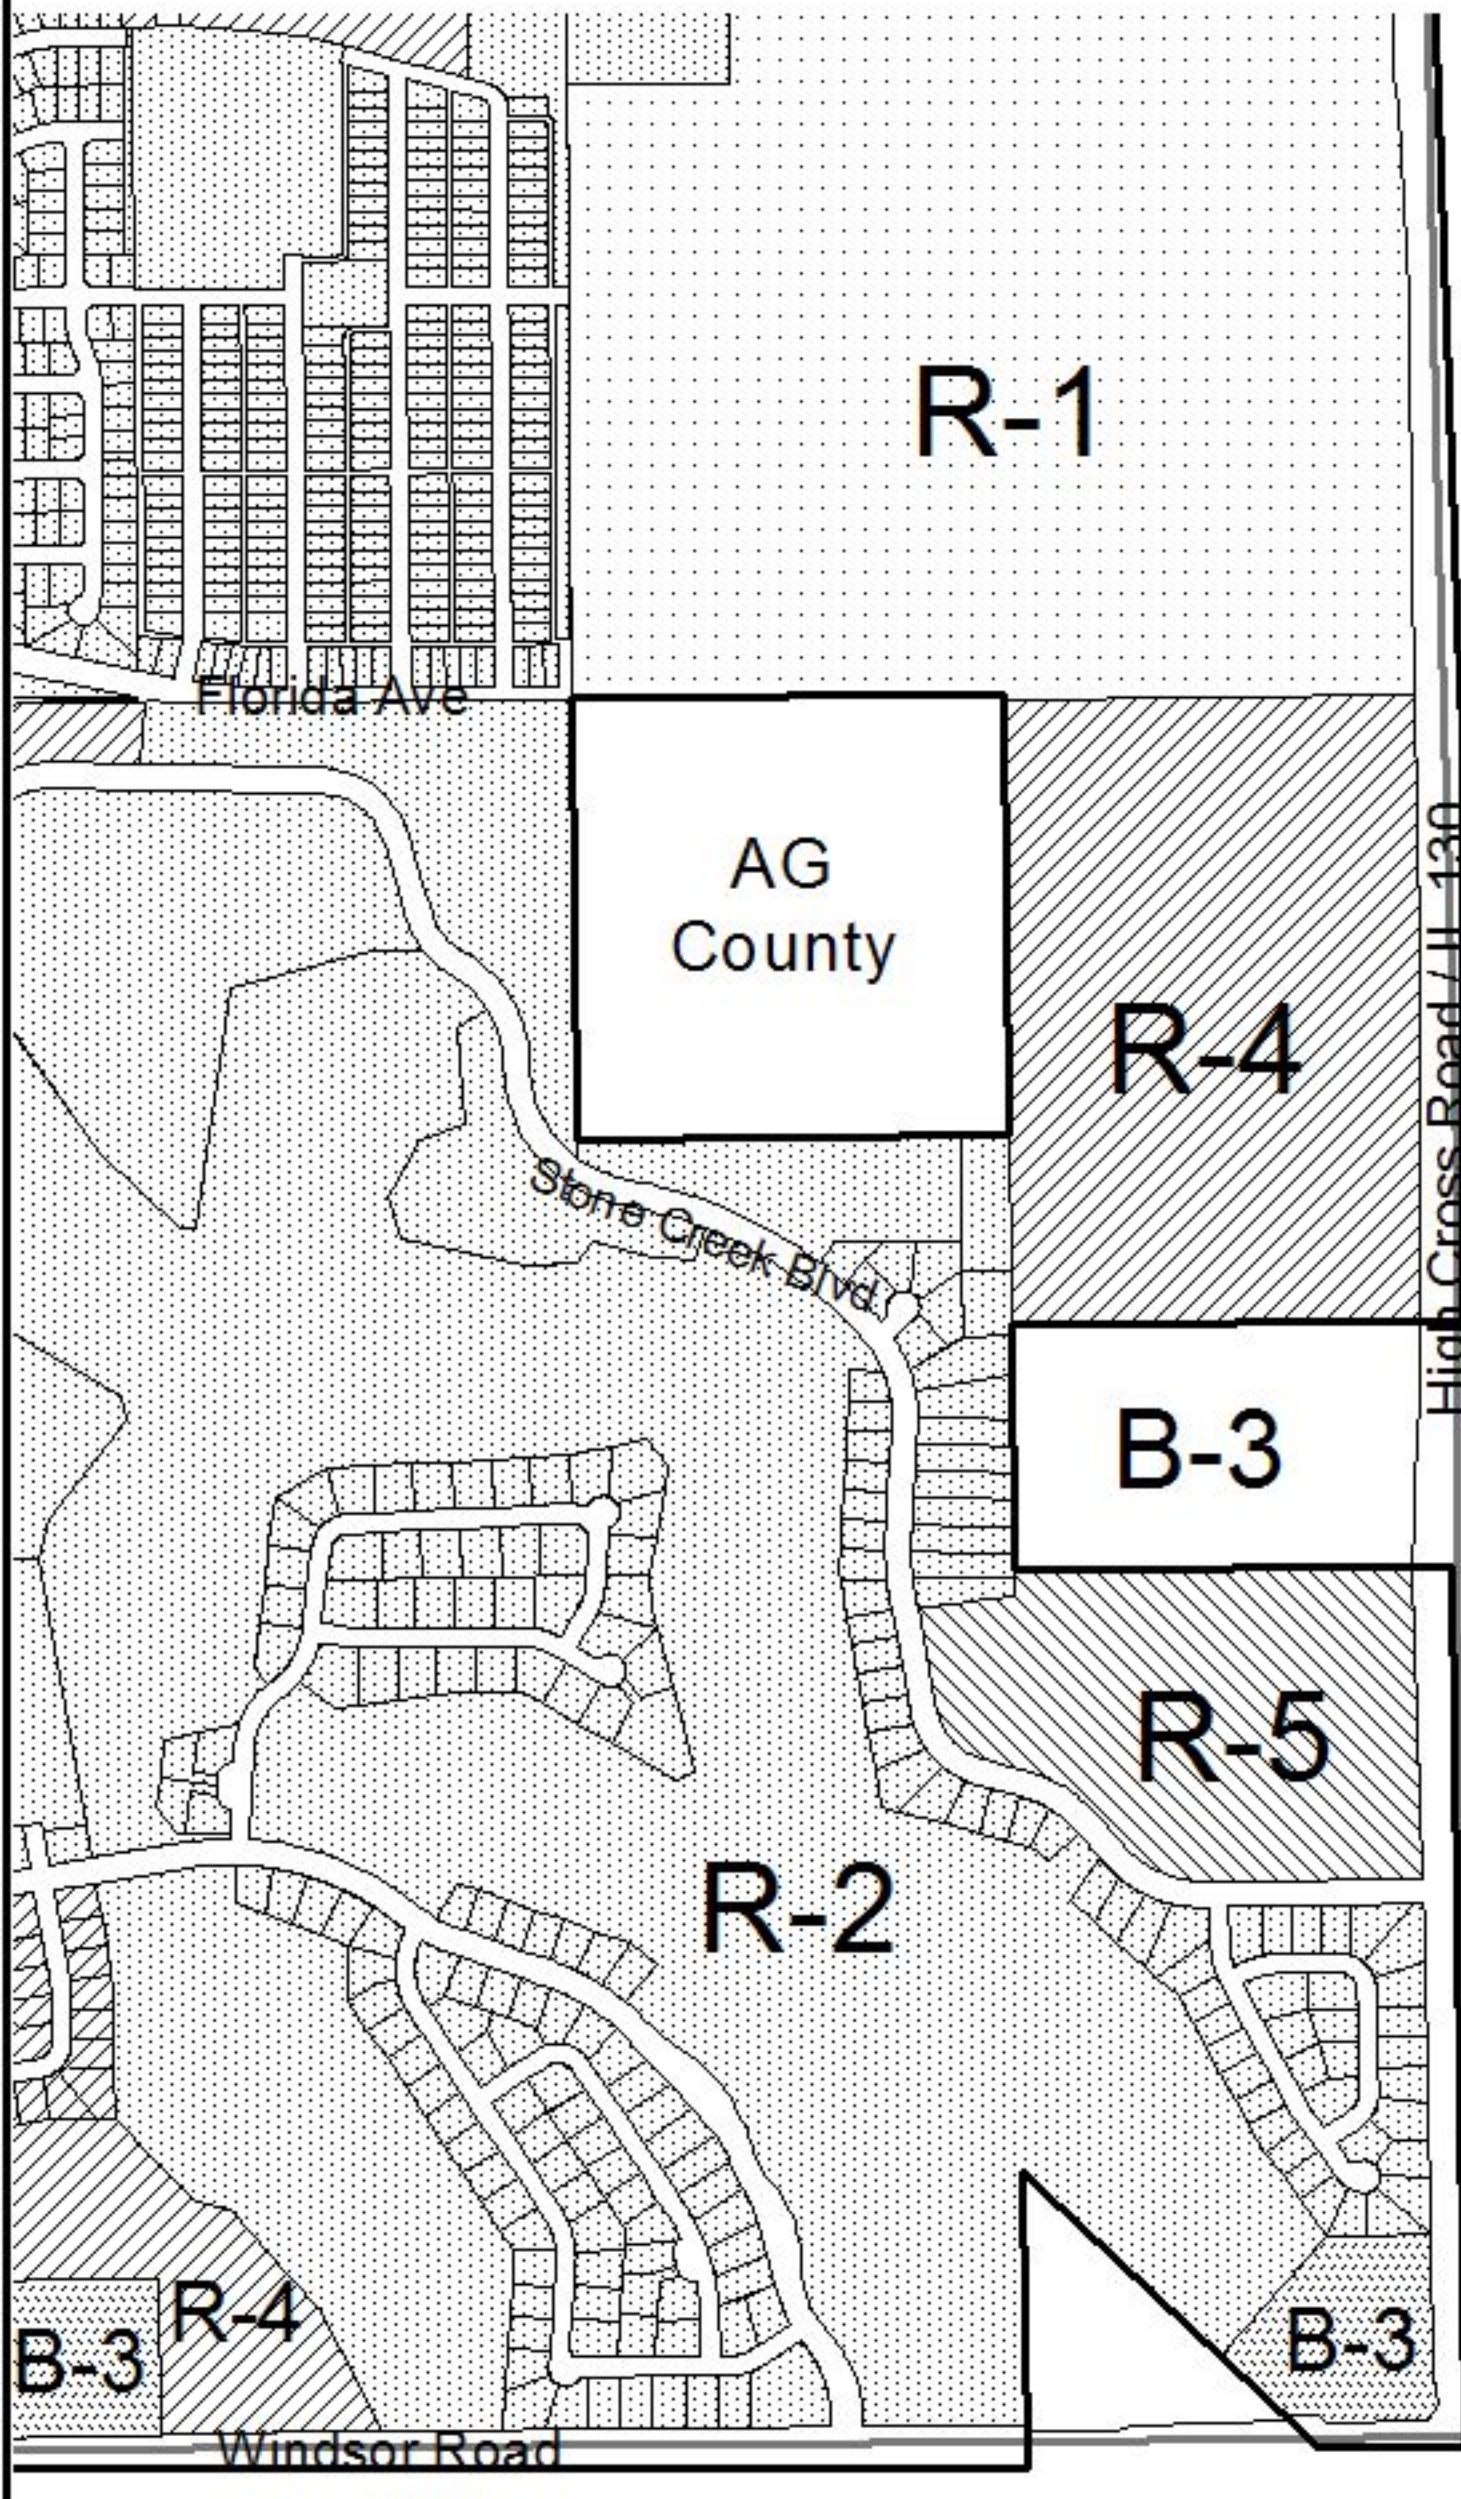 R-1
Florida Ave
AG
County
High Cross Road / Il 130
R-4
Stone Creek Blvd.
B-3
R-5
R-2
R-4
B-3
B-3
Windsor Road